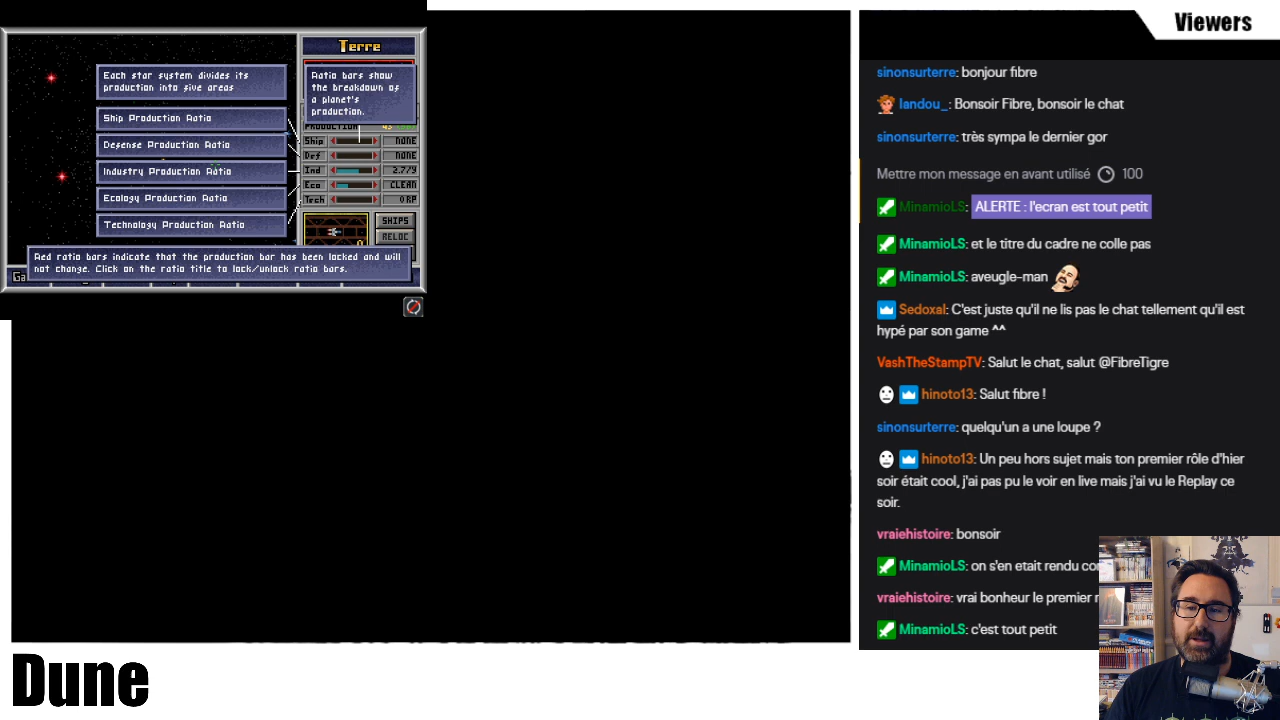 Terre
Each star system divides its
production into five areas
Ratio bars show
the breakdown of
a planet's
production.
Ship Production Ratio
Defense Production Ratio
Industry Production Ratio
Ecology Production Ratio
Technology Production Ratio
PRODUCTION
Ship NONE
Def NONE
Ind 2.77Y
Eco CLEAN
Tech 0 RP
SHIPS
RELOC
Red ratio bars indicate that the production bar has been locked and will
not change. Click on the ratio title to lock/unlock ratio bars.
Ga
Dune
Viewers
sinonsurterre: bonjour fibre
landou_: Bonsoir Fibre, bonsoir le chat
sinonsurterre: très sympa le dernier gor
Mettre mon message en avant utilisé 100
MinamioLS: ALERTE : l'ecran est tout petit
MinamioLS: et le titre du cadre ne colle pas
MinamioLS: aveugle-man
Sedoxal: C'est juste qu'il ne lis pas le chat tellement qu'il est
hypé par son game ^^
VashTheStampTV: Salut le chat, salut @FibreTigre
hinoto13: Salut fibre !
sinonsurterre: quelqu'un a une loupe ?
hinoto13: Un peu hors sujet mais ton premier rôle d'hier
soir était cool, j'ai pas pu le voir en live mais j'ai vu le Replay ce
soir.
vraiehistoire: bonsoir
MinamioLS: on s'en etait rendu
vraiehistoire: vrai bonheur le premier
MinamioLS: c'est tout petit